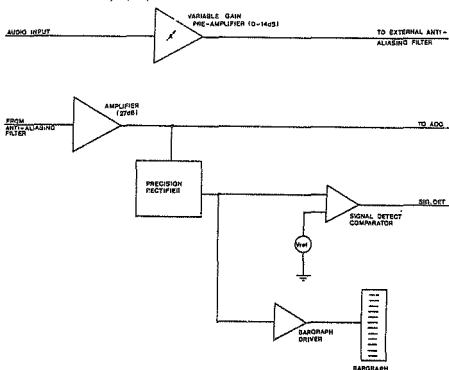 VARIABLE GAIN
PRE-AMPLIFIER (0-14dB)
AUDIO INPUT
TO EXTERNAL ANTI-
ALIASING FILTER
AMPLIFIER
(27dB)
FROM
ANTI-ALIASING
FILTER
TO ADC
PRECISION
RECTIFIER
SIG.DET
SIGNAL DETECT
COMPARATOR
Vref
BARGRAPH
DRIVER
BARGRAPH